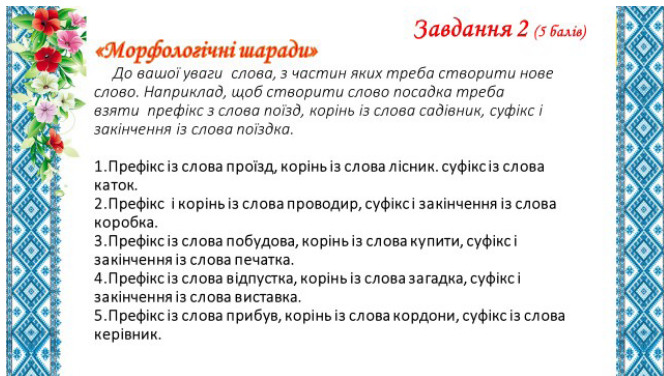 Завдання 2 (5 балів)
«Морфологічні шаради»
До вашої уваги слова, з частин яких треба створити нове
слово. Наприклад, щоб створити слово посадка треба
взяти префікс з слова поїзд, корінь із слова садівник, суфікс і
закінчення із слова поїздка.
1.Префікс із слова проїзд, корінь із слова лісник. суфікс із слова
каток.
2.Префікс і корінь із слова проводир, суфікс і закінчення із слова
коробка.
3.Префікс із слова побудова, корінь із слова купити, суфікс і
закінчення із слова печатка.
4.Префікс із слова відпустка, корінь із слова загадка, суфікс і
закінчення із слова виставка.
5.Префікс із слова прибув, корінь із слова кордони, суфікс із слова
керівник.